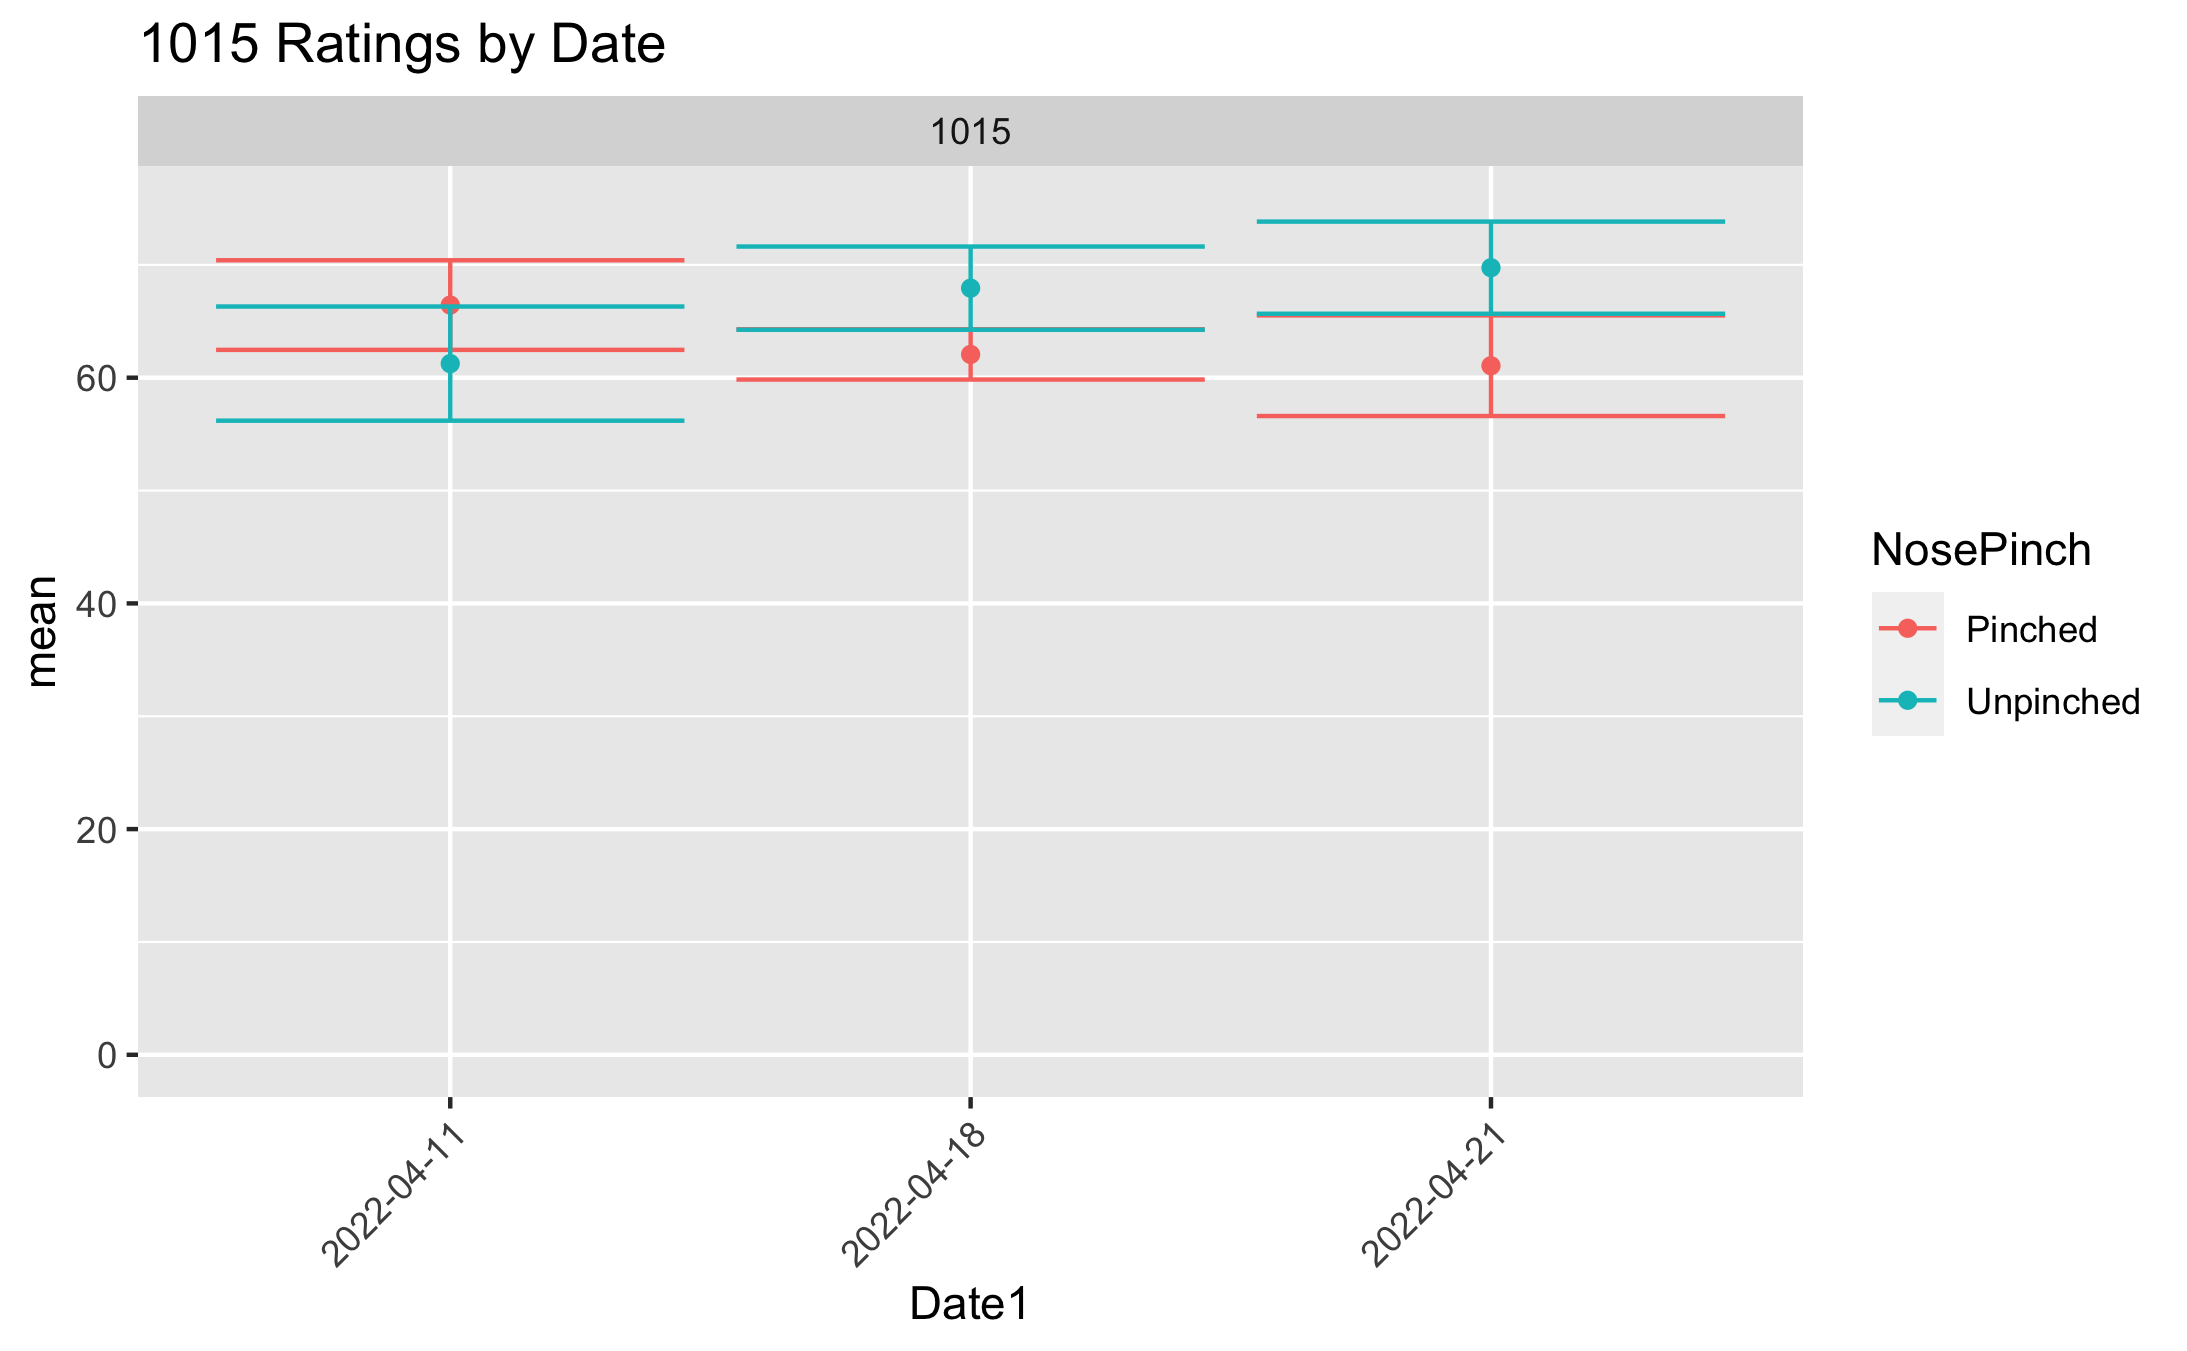 1015 Ratings by Date
1015
mean
60
40
20
0
2022-04-11
2022-04-18
2022-04-21
Date1
NosePinch
Pinched
Unpinched